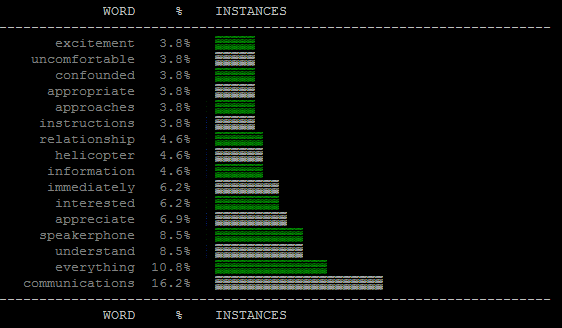 WORD % INSTANCES
excitement 3.8%
uncomfortable 3.8%
confounded 3.8%
appropriate 3.8%
approaches 3.8%
instructions 3.8%
relationship 4.6%
helicopter 4.6%
information 4.6%
immediately 6.2%
interested 6.2%
appreciate 6.9%
speakerphone 8.5%
understand 8.5%
everything 10.8%
communications 16.2%
WORD % INSTANCES